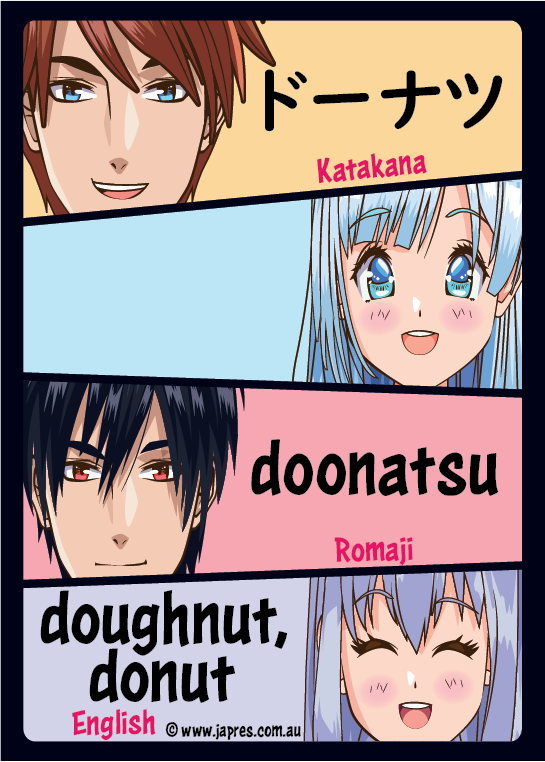 ドーナツ
Katakana
doonatsu
Romaji
doughnut,
donut
English
© www.japres.com.au